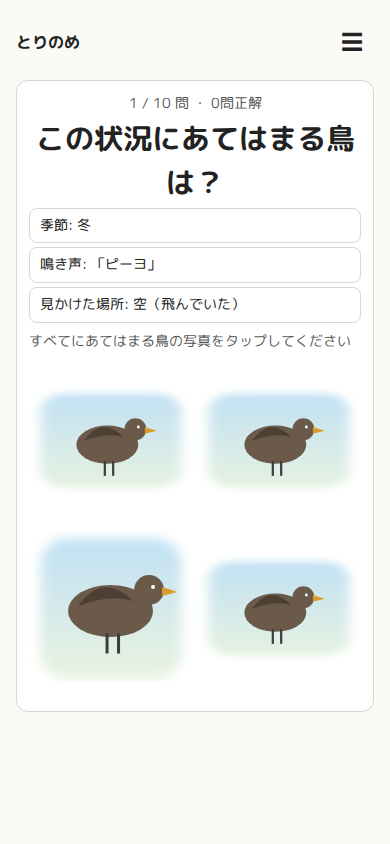 とりのめ
1 / 10 問 · 0問正解
この状況にあてはまる鳥
は？
季節: 冬
鳴き声: 「ピーヨ」
見かけた場所: 空（飛んでいた）
すべてにあてはまる鳥の写真をタップしてください